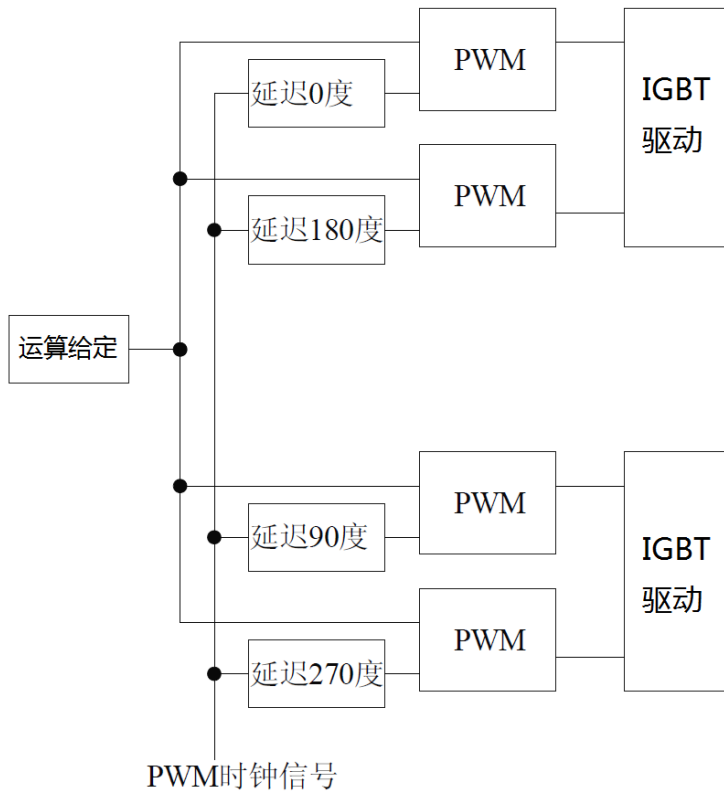 PWM
延迟0度
IGBT
驱动
PWM
延迟180度
运算给定
PWM
延迟90度
IGBT
驱动
PWM
延迟270度
PWM时钟信号